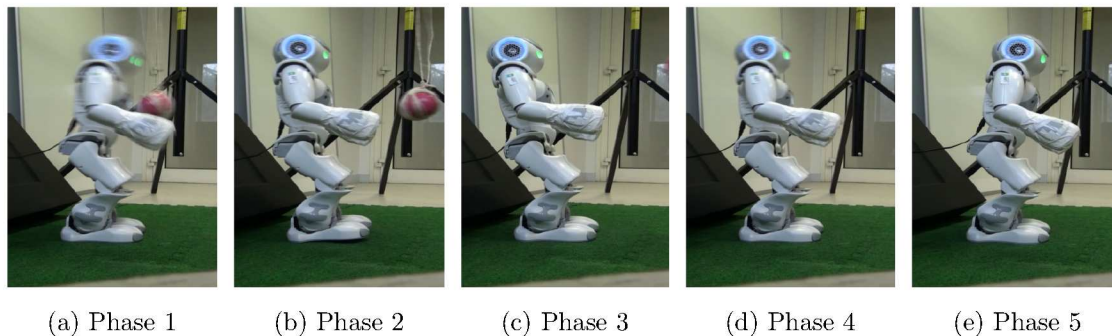 (a) Phase 1
(b) Phase 2
(c) Phase 3
(d) Phase 4
(e) Phase 5